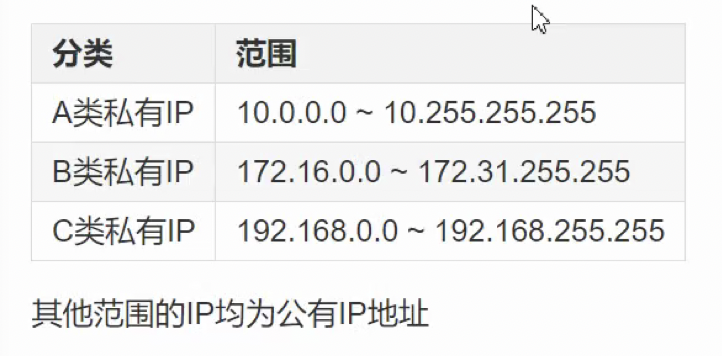 分类 范围
A类私有IP 10.0.0.0 ~ 10.255.255.255
B类私有IP 172.16.0.0 ~ 172.31.255.255
C类私有IP 192.168.0.0 ~ 192.168.255.255
其他范围的IP均为公有IP地址